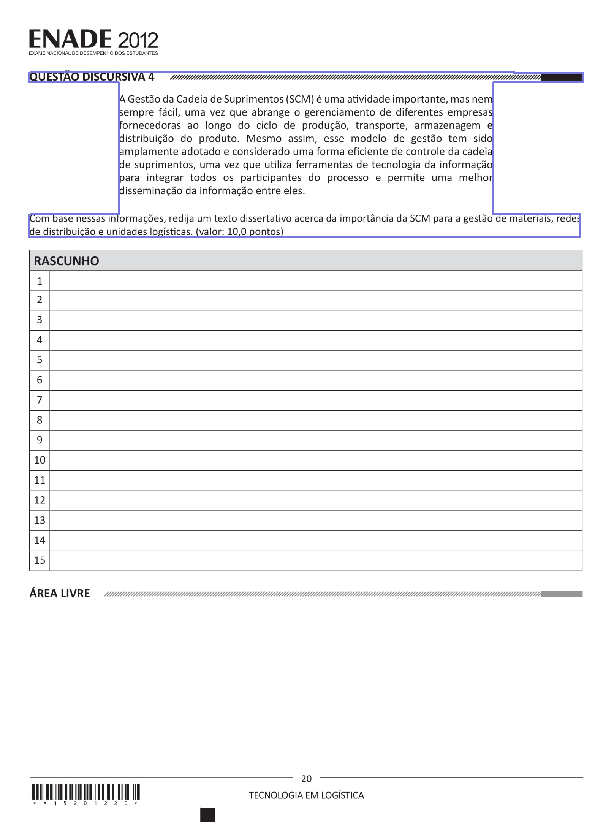 ENADE 2012
EXAME NACIONAL DE DESEMPENHO DOS ESTUDANTES
QUESTÃO DISCURSIVA 4
A Gestão da Cadeia de Suprimentos (SCM) é uma atividade importante, mas nem
sempre fácil, uma vez que abrange o gerenciamento de diferentes empresas
fornecedoras ao longo do ciclo de produção, transporte, armazenagem e
distribuição do produto. Mesmo assim, esse modelo de gestão tem sido
amplamente adotado e considerado uma forma eficiente de controle da cadeia
de suprimentos, uma vez que utiliza ferramentas de tecnologia da informação
para integrar todos os participantes do processo e permite uma melhor
disseminação da informação entre eles.
Com base nessas informações, redija um texto dissertativo acerca da importância da SCM para a gestão de materiais, redes
de distribuição e unidades logísticas. (valor: 10,0 pontos)
RASCUNHO
1
2
3
4
5
6
7
8
9
10
11
12
13
14
15
ÁREA LIVRE
20
TECNOLOGIA EM LOGÍSTICA